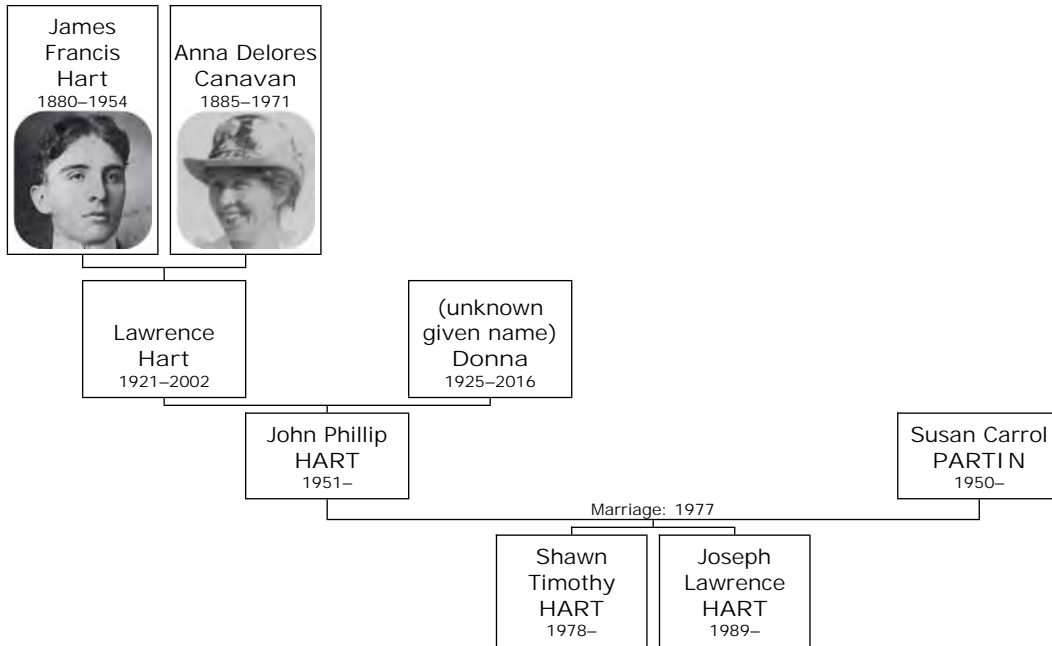 James
Francis
Hart
1880–1954
Anna Delores
Canavan
1885–1971
Lawrence
Hart
1921–2002
(unknown
given name)
Donna
1925–2016
John Phillip
HART
1951–
Susan Carrol
PARTIN
1950–
Marriage: 1977
Shawn
Timothy
HART
1978–
Joseph
Lawrence
HART
1989–